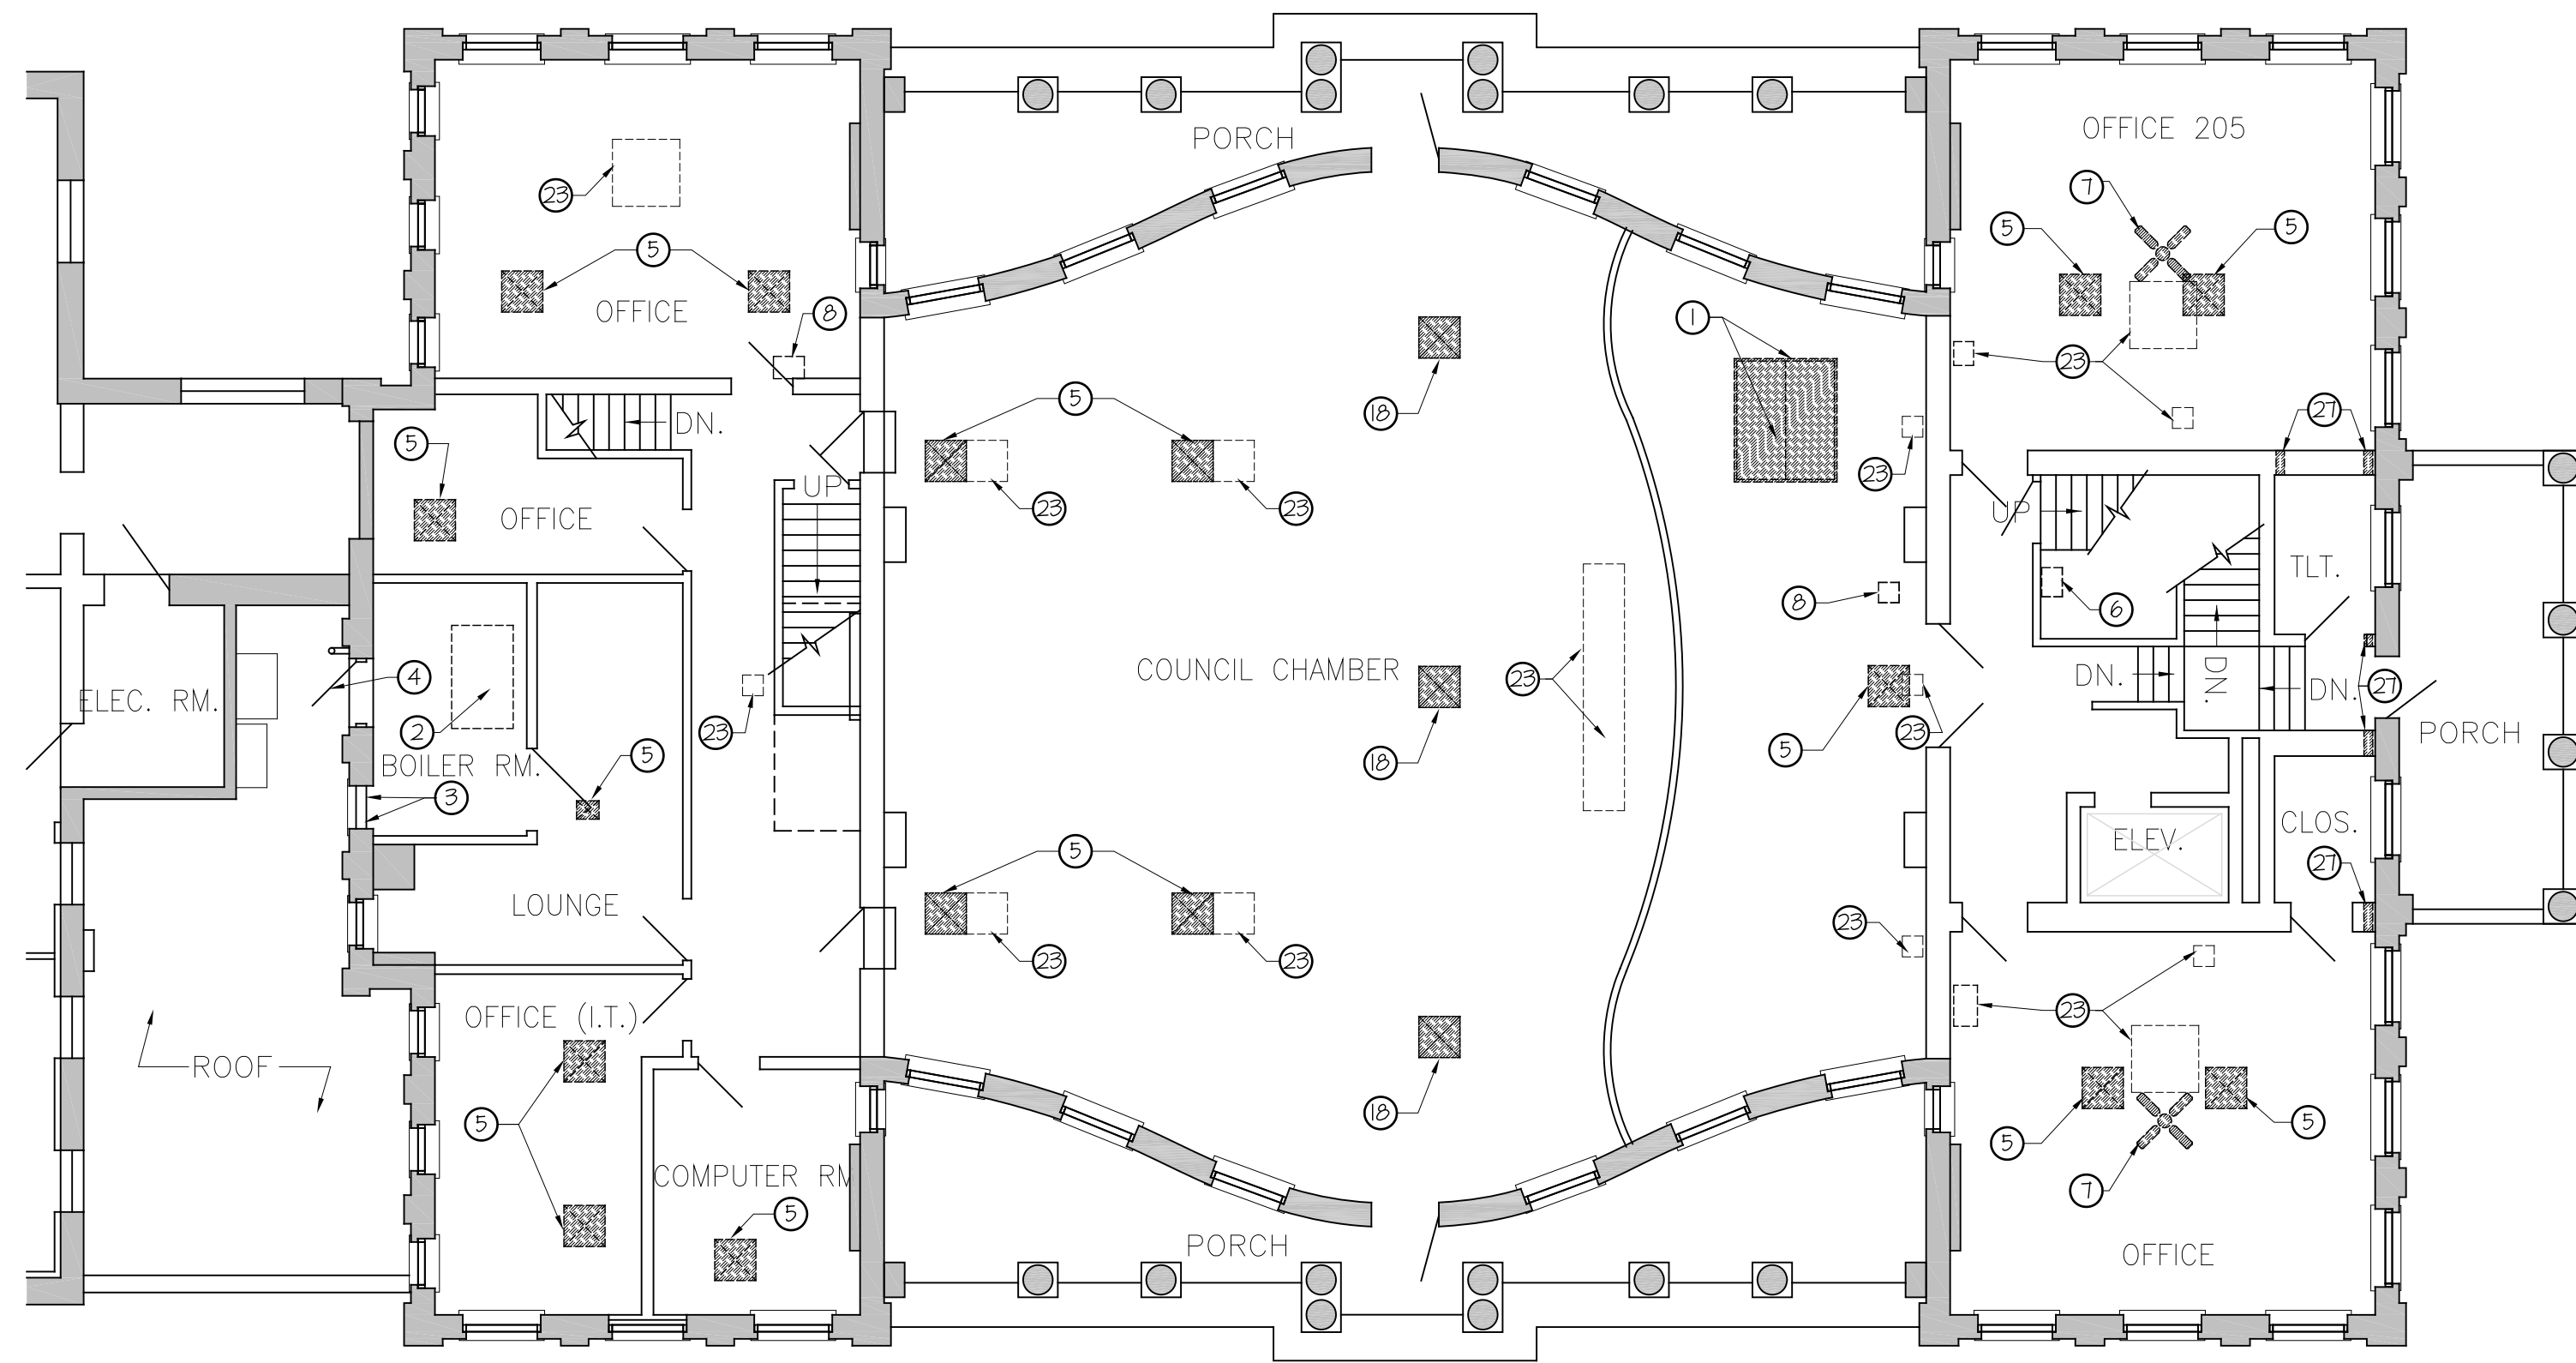 PORCH
OFFICE 205
7
23
5
5
5
OFFICE
8
1
23
27
5
18
5
DN.
23
UP
23
23
OFFICE
UP
TLT.
8
6
COUNCIL CHAMBER
23
4
ELEC. RM.
DN.
DN.
DN.
27
23
2
18
5
23
PORCH
BOILER RM.
5
3
5
ELEV.
CLOS.
27
LOUNGE
23
23
23
OFFICE (I.T.)
23
ROOF
18
5
5
5
COMPUTER RM
7
5
PORCH
OFFICE